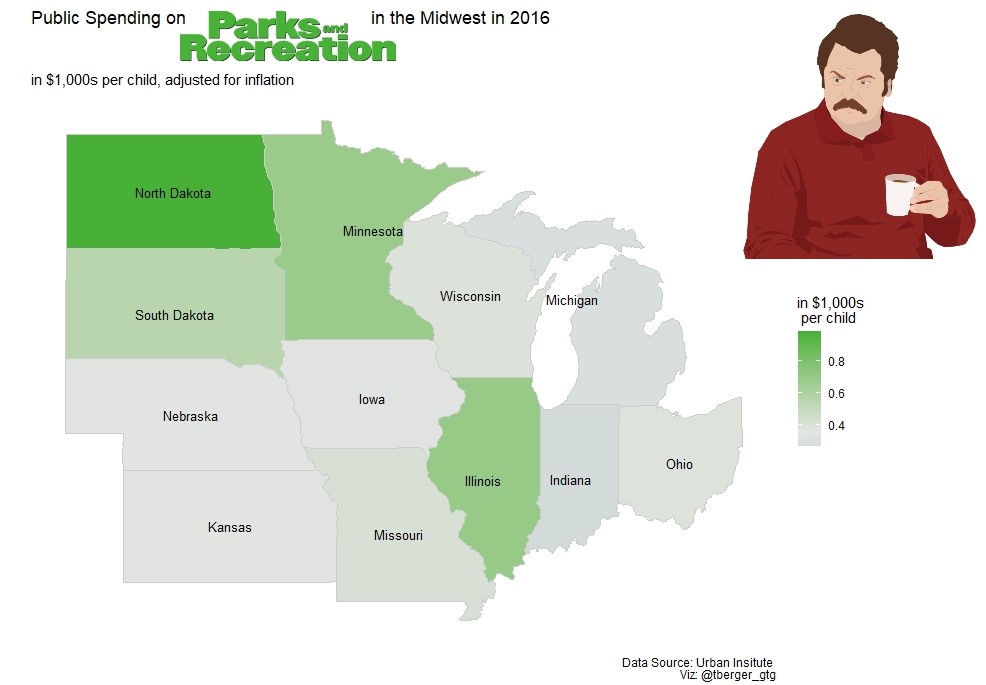 Public Spending on Parks and Recreation in the Midwest in 2016
in $1,000s per child, adjusted for inflation
North Dakota
Minnesota
South Dakota
Wisconsin
Michigan
Nebraska
Iowa
Illinois
Indiana
Ohio
Kansas
Missouri
in $1,000s
per child
0.8
0.6
0.4
Data Source: Urban Insitute
Viz: @tberger_gtg